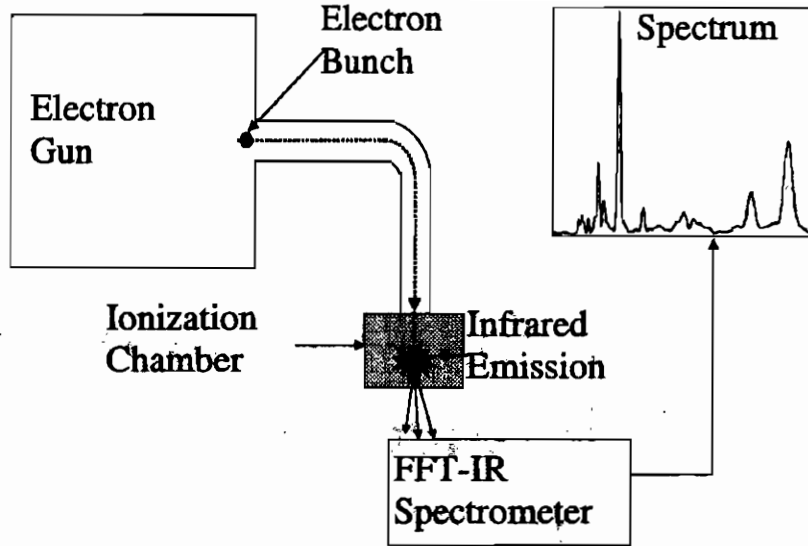 Electron
Bunch
Spectrum
Electron
Gun
Ionization
Chamber
Infrared
Emission
FFT-IR
Spectrometer